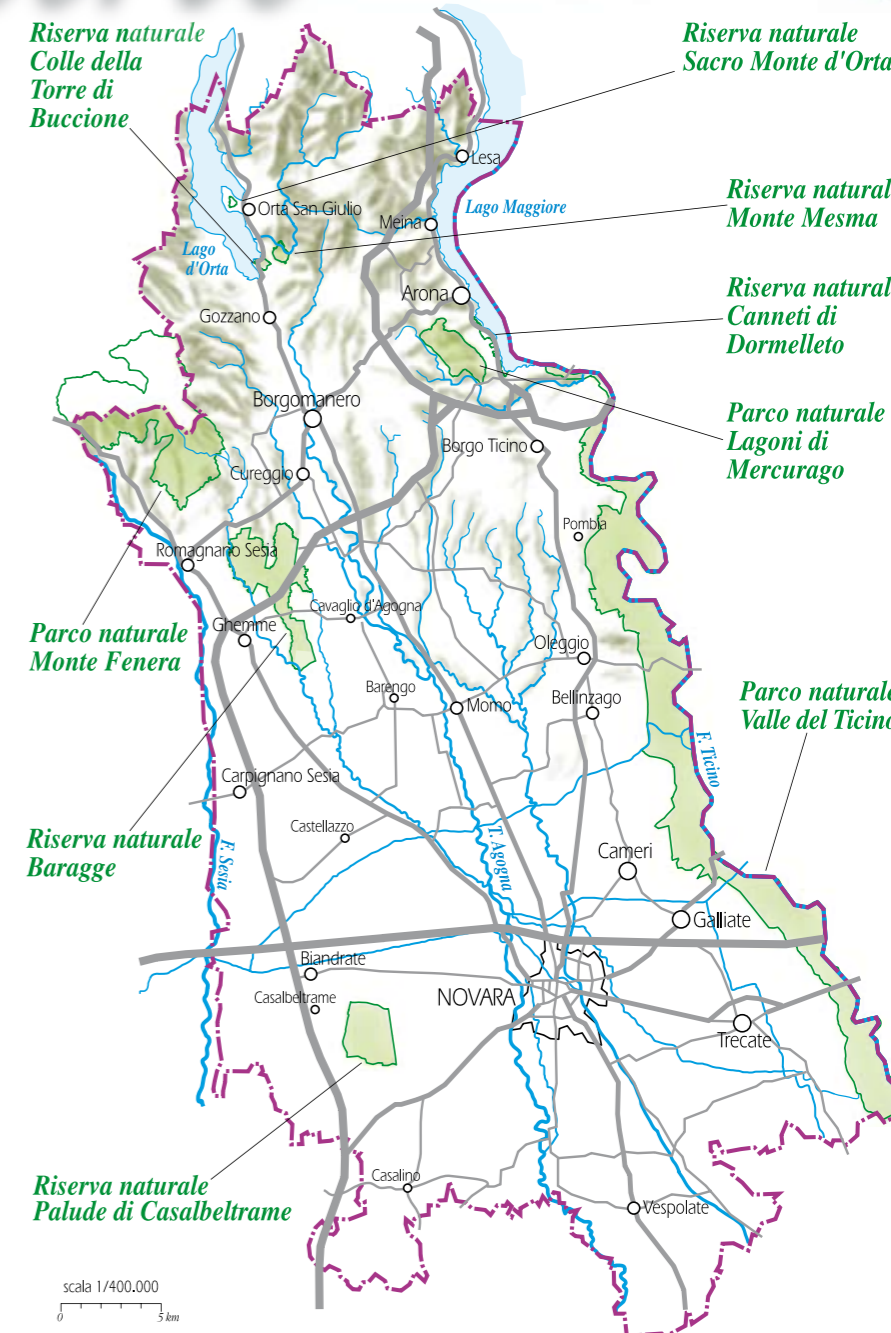 Riserva naturale
Colle della
Torre di
Buccione
Riserva naturale
Sacro Monte d'Orta
Lesa
Riserva natural
Monte Mesma
Orta San Giulio
Meina
Lago Maggiore
Lago
d'Orta
Arona
Riserva natural
Canneti di
Dormelleto
Gozzano
Borgomanero
Parco naturale
Lagoni di
Mercurago
Borgo Ticino
Cureggio
Pombia
Romagnano Sesia
Cavaglio d'Agogna
Ghemme
Parco naturale
Monte Fenera
Oleggio
Barengo
Momo
Bellinzago
Parco naturale
Valle del Ticino
F. Ticino
Carpignano Sesia
Castellazzo
Riserva naturale
Baragge
F. Sesia
T. Agogna
Cameri
Galliate
Biandrate
Casalbeltrame
NOVARA
Trecate
Riserva naturale
Palude di Casalbeltrame
Casalino
Vespolate
scala 1/400.000
0 5 km